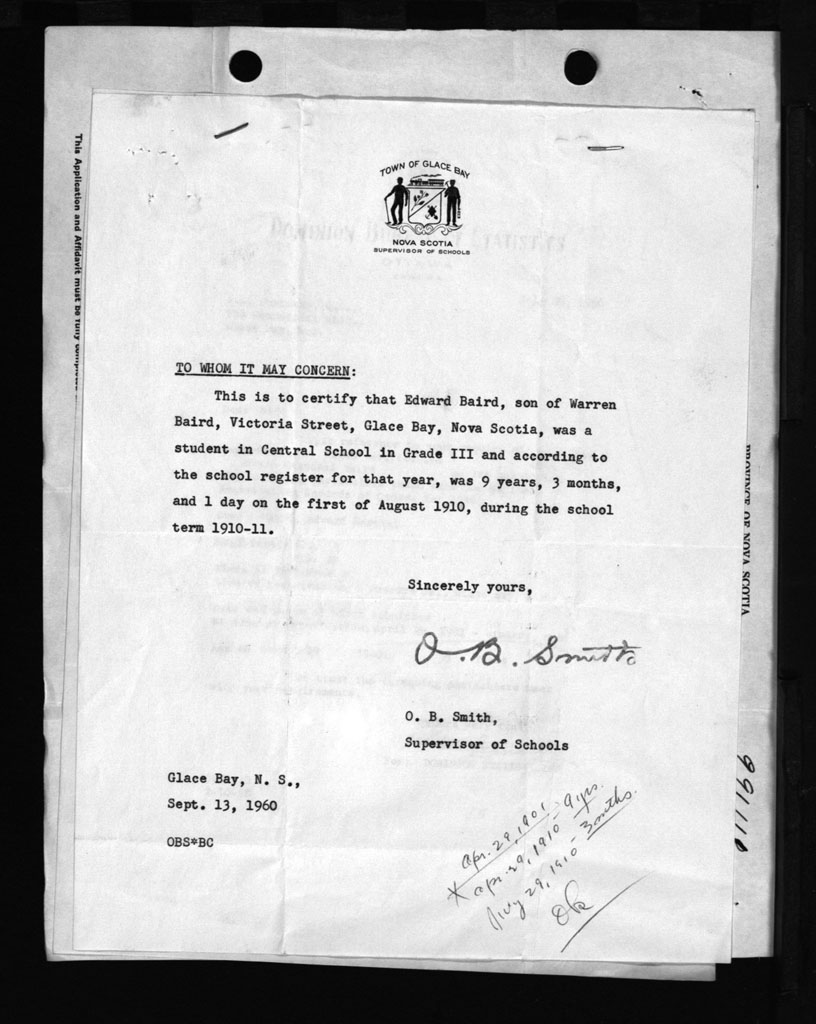 TOWN OF GLACE BAY
NOVA SCOTIA
SUPERVISOR OF SCHOOLS
DOMINION BUREAU OF STATISTICS
This Application and Affidavit must be fully
TO WHOM IT MAY CONCERN:
This is to certify that Edward Baird, son of Warren
Baird, Victoria Street, Glace Bay, Nova Scotia, was a
student in Central School in Grade III and according to
the school register for that year, was 9 years, 3 months,
and 1 day on the first of August 1910, during the school
term 1910-11.
PROVINCE OF NOVA SCOTIA
Sincerely yours,
O.B. Smith
O. B. Smith,
Supervisor of Schools
Glace Bay, N. S.,
Sept. 13, 1960
OBS*BC
Apr. 29, 1901
X Apr. 29, 1910 - 9 yrs.
July 29, 1910 - 3 mths.
Ok